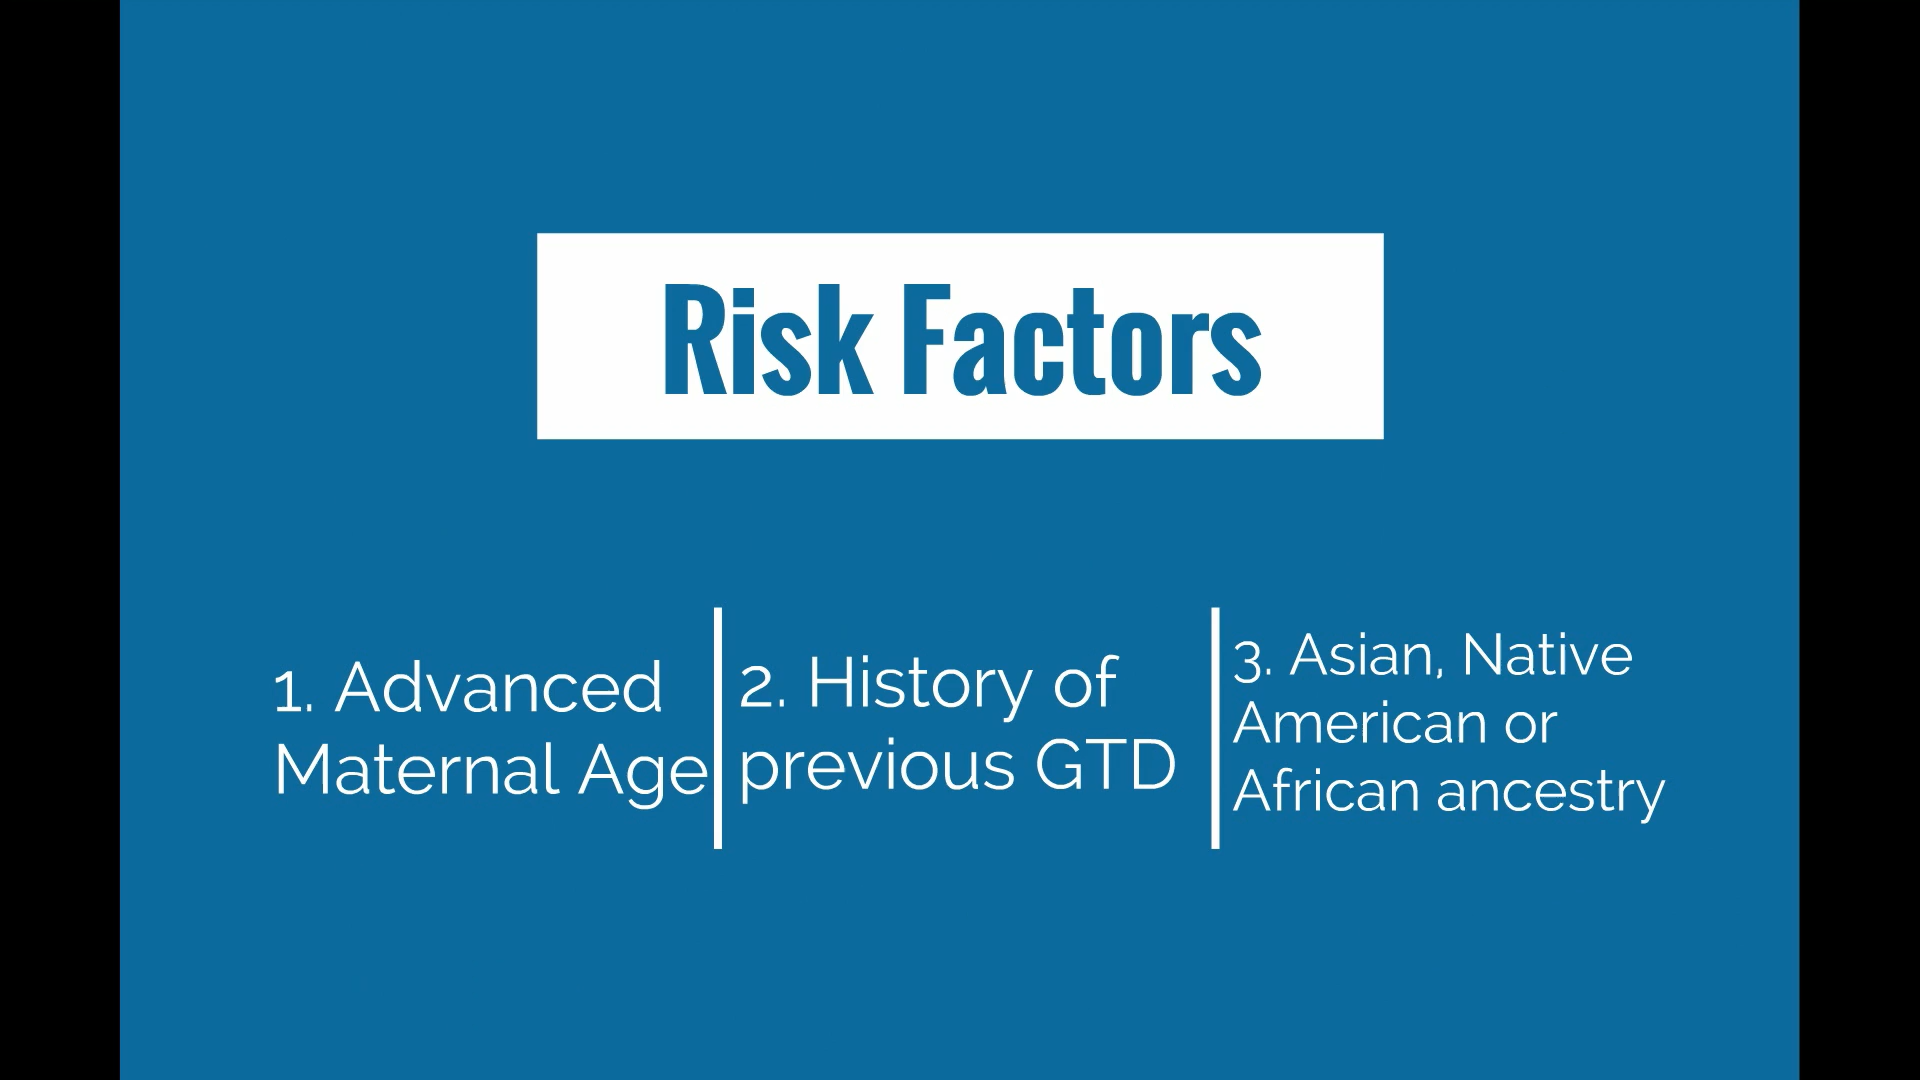 Risk Factors
1. Advanced
Maternal Age
2. History of
previous GTD
3. Asian, Native
American or
African ancestry